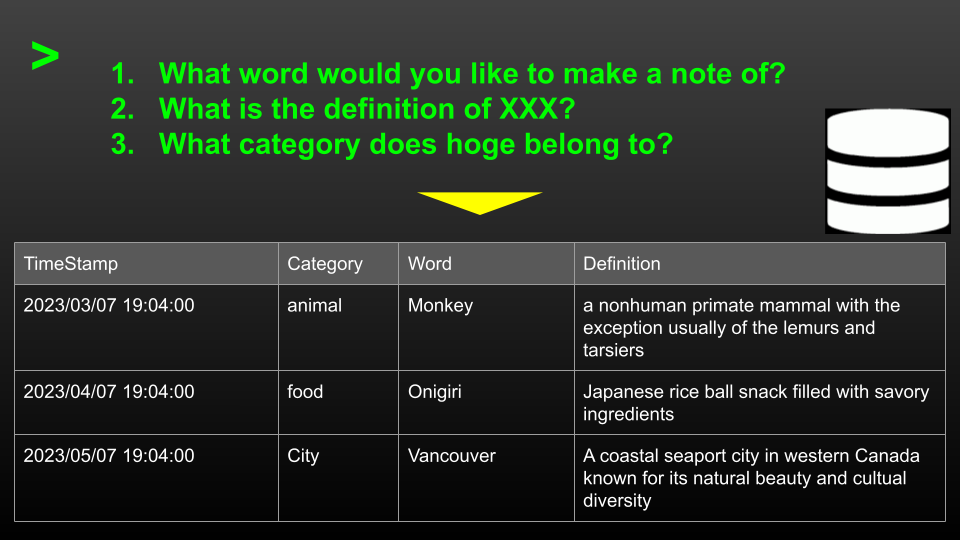 >
1. What word would you like to make a note of?
2. What is the definition of XXX?
3. What category does hoge belong to?
TimeStamp Category Word Definition
2023/03/07 19:04:00 animal Monkey a nonhuman primate mammal with the
exception usually of the lemurs and
tarsiers
2023/04/07 19:04:00 food Onigiri Japanese rice ball snack filled with savory
ingredients
2023/05/07 19:04:00 City Vancouver A coastal seaport city in western Canada
known for its natural beauty and cultual
diversity